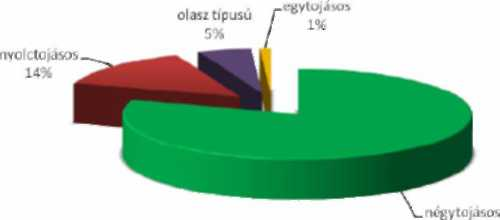 egytojásos
1%
olasz típusú
5%
nyolctojásos
14%
négytojásos